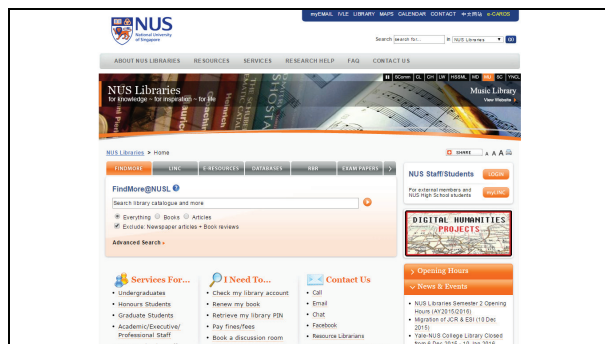 myEMAIL IVLE LIBRARY MAPS CALENDAR CONTACT 中文网站 e-CARDS
NUS
National University
of Singapore
Search search for... in NUS Libraries GO
ABOUT NUS LIBRARIES RESOURCES SERVICES RESEARCH HELP FAQ CONTACT US
SComm CL CH LW HSSML MD MU SC YNCL
NUS Libraries
for knowledge ~ for inspiration ~ for life
Music Library
View Website
NUS Libraries > Home
SHARE A A A
FINDMORE LINC E-RESOURCES DATABASES RBR EXAM PAPERS >
FindMore@NUSL
Search library catalogue and more
Everything Books Articles
Exclude: Newspaper articles + Book reviews
Advanced Search »
NUS Staff/Students LOGIN
For external members and
NUS High School students
myLINC
DIGITAL HUMANITIES
PROJECTS
Services For...
• Undergraduates
• Honours Students
• Graduate Students
• Academic/Executive/
Professional Staff
I Need To...
• Check my library account
• Renew my book
• Retrieve my library PIN
• Pay fines/fees
• Book a discussion room
Contact Us
• Call
• Email
• Chat
• Facebook
• Resource Librarians
Opening Hours
News & Events
• NUS Libraries Semester 2 Opening
Hours (AY2015/2016)
• Migration of JCR & ESI (10 Dec
2015)
• Yale-NUS College Library Closed